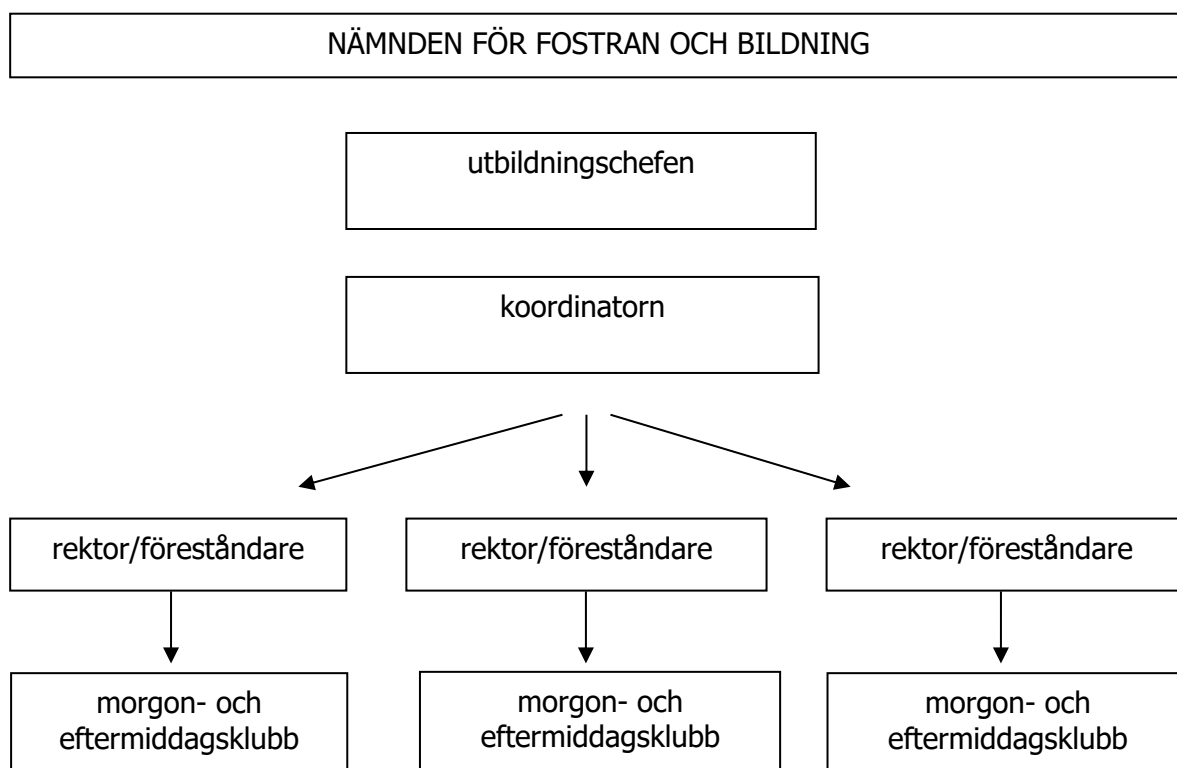 NÄMNDEN FÖR FOSTRAN OCH BILDNING
utbildningschefen
koordinatorn
rektor/föreståndare
rektor/föreståndare
rektor/föreståndare
morgon- och
eftermiddagsklubb
morgon- och
eftermiddagsklubb
morgon- och
eftermiddagsklubb